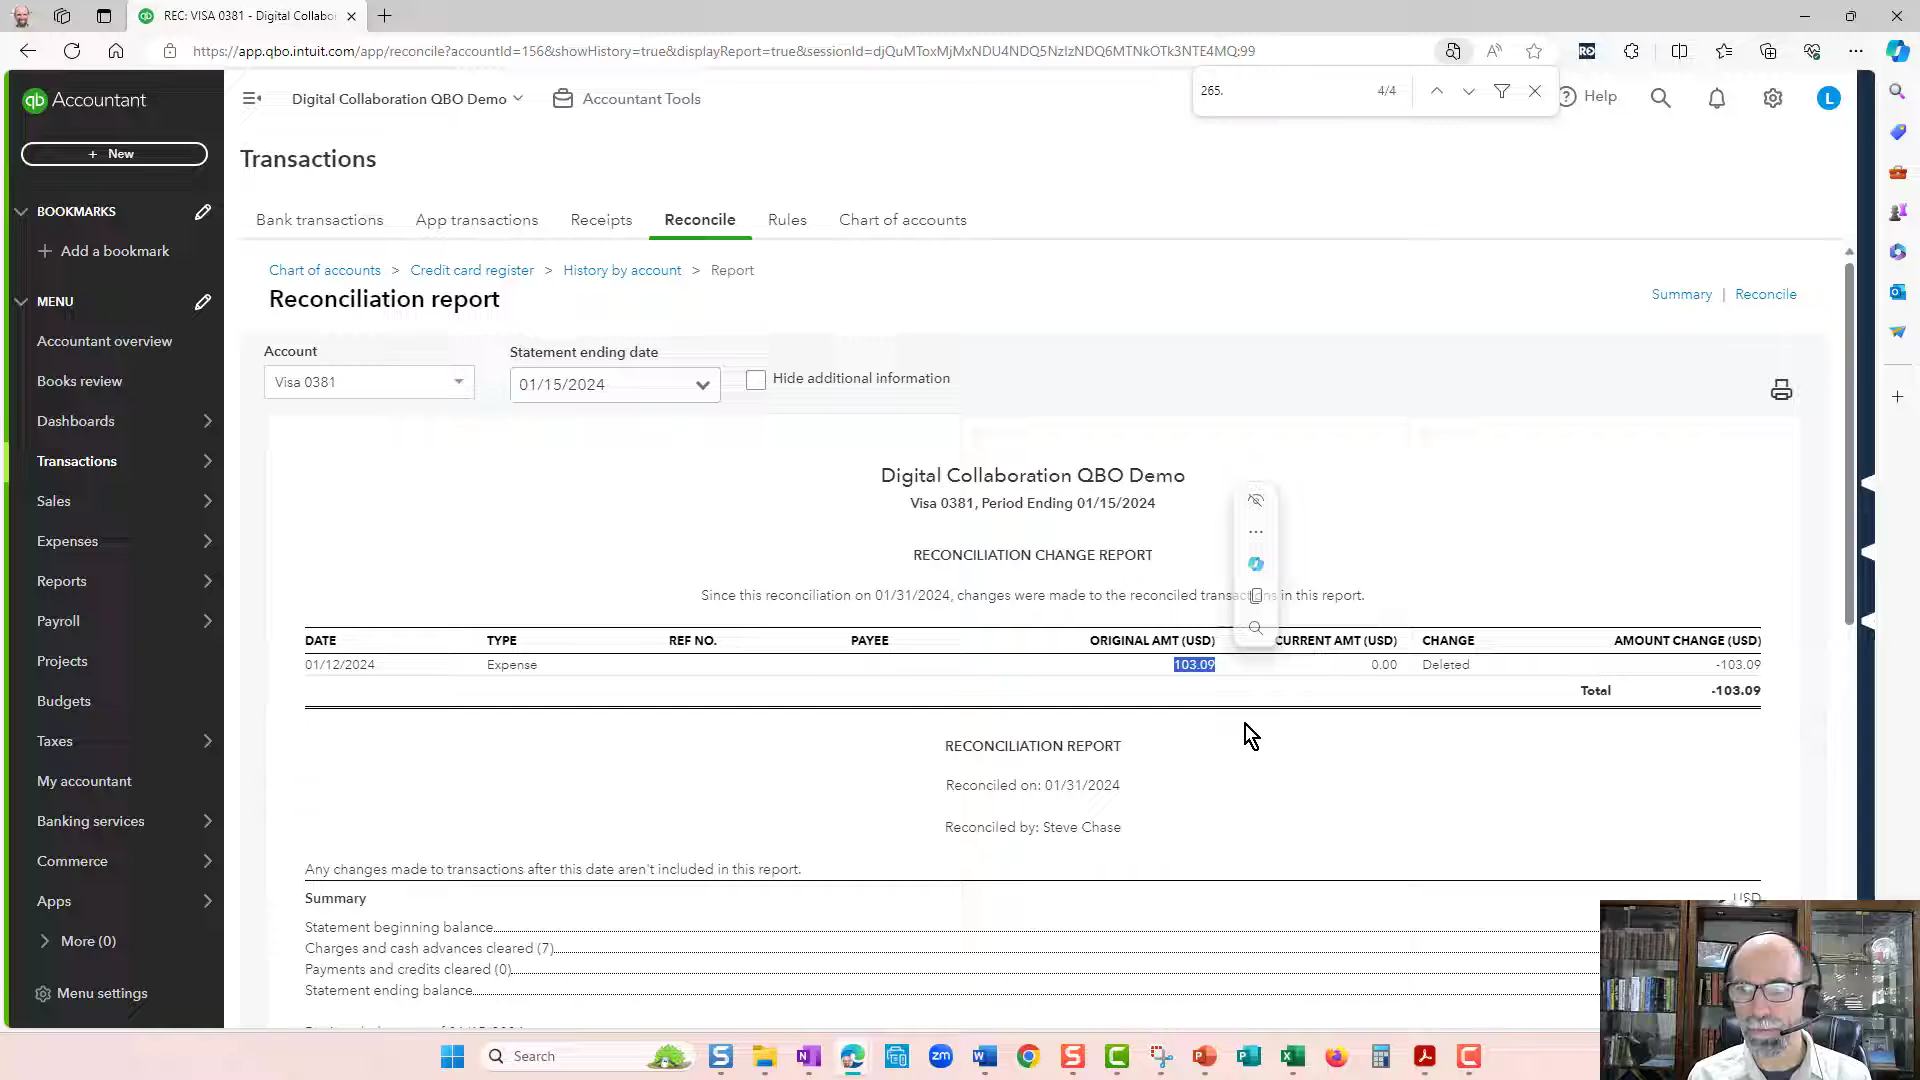 REC: VISA 0381 - Digital Collabo
https://app.qbo.intuit.com/app/reconcile?accountId=156&showHistory=true&displayReport=true&sessionId=djQuMToxMjMxNDU4NDQ5NzIzNDQ6MTNkOTk3NTE4MQ:99
265.
4/4
qb Accountant
Digital Collaboration QBO Demo
Accountant Tools
Help
L
+ New
Transactions
BOOKMARKS
Add a bookmark
Bank transactions
App transactions
Receipts
Reconcile
Rules
Chart of accounts
MENU
Accountant overview
Books review
Dashboards
Transactions
Sales
Expenses
Reports
Payroll
Projects
Budgets
Taxes
My accountant
Banking services
Commerce
Apps
More (0)
Menu settings
Chart of accounts > Credit card register > History by account > Report
Reconciliation report
Summary | Reconcile
Account
Visa 0381
Statement ending date
01/15/2024
Hide additional information
Digital Collaboration QBO Demo
Visa 0381, Period Ending 01/15/2024
RECONCILIATION CHANGE REPORT
Since this reconciliation on 01/31/2024, changes were made to the reconciled transactions in this report.
DATE TYPE REF NO. PAYEE ORIGINAL AMT (USD) CURRENT AMT (USD) CHANGE AMOUNT CHANGE (USD)
01/12/2024 Expense 103.09 0.00 Deleted -103.09
Total -103.09
RECONCILIATION REPORT
Reconciled on: 01/31/2024
Reconciled by: Steve Chase
Any changes made to transactions after this date aren't included in this report.
Summary USD
Statement beginning balance
Charges and cash advances cleared (7)
Payments and credits cleared (0)
Statement ending balance
Search
zm